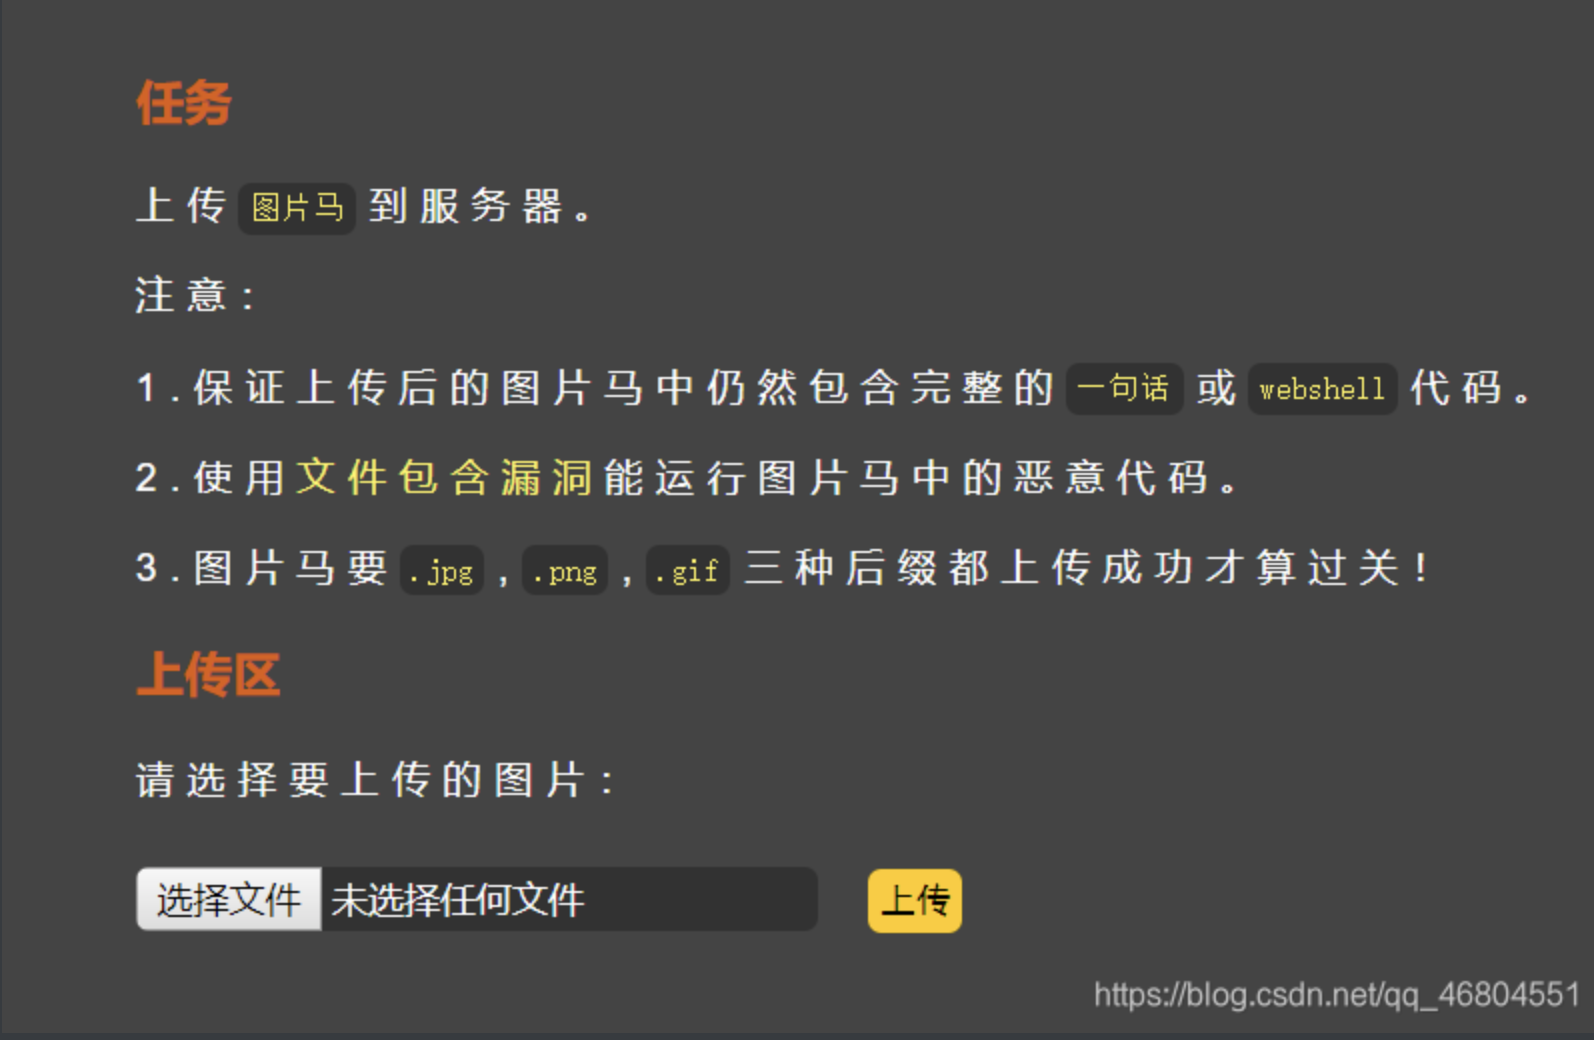 任务
上传 图片马 到服务器。
注意：
1.保证上传后的图片马中仍然包含完整的 一句话 或 webshell 代码。
2.使用文件包含漏洞能运行图片马中的恶意代码。
3.图片马要 .jpg , .png , .gif 三种后缀都上传成功才算过关！
上传区
请选择要上传的图片：
选择文件 未选择任何文件 上传
https://blog.csdn.net/qq_46804551